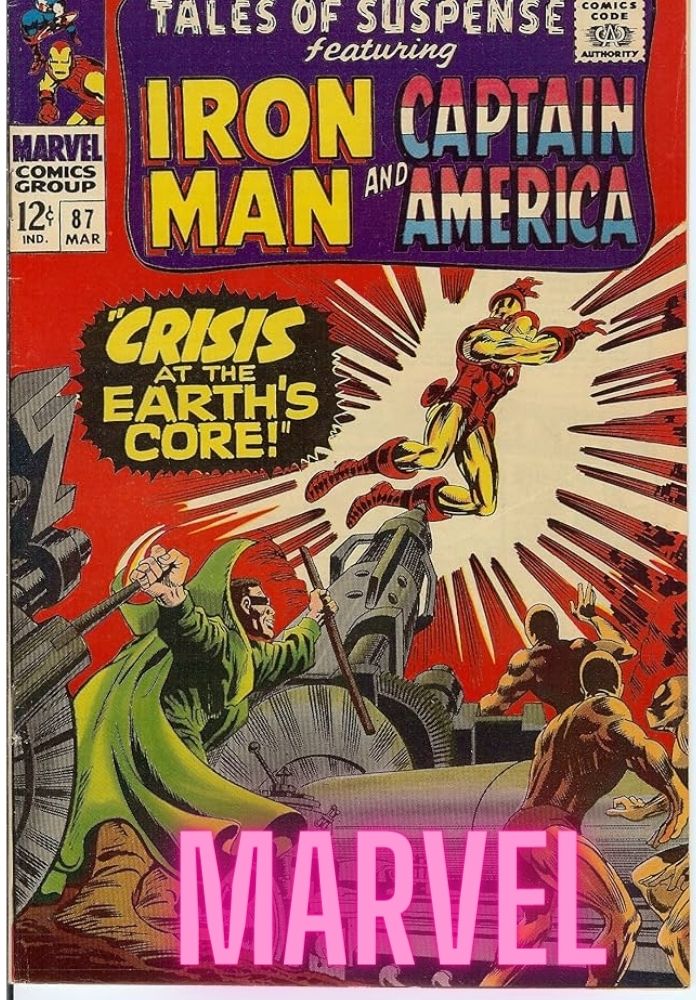 TALES OF SUSPENSE
featuring
IRON MAN
AND
CAPTAIN AMERICA
COMICS
CODE
AUTHORITY
MARVEL
COMICS
GROUP
12¢
IND.
87
MAR
"CRISIS
AT THE
EARTH'S
CORE!"
MARVEL